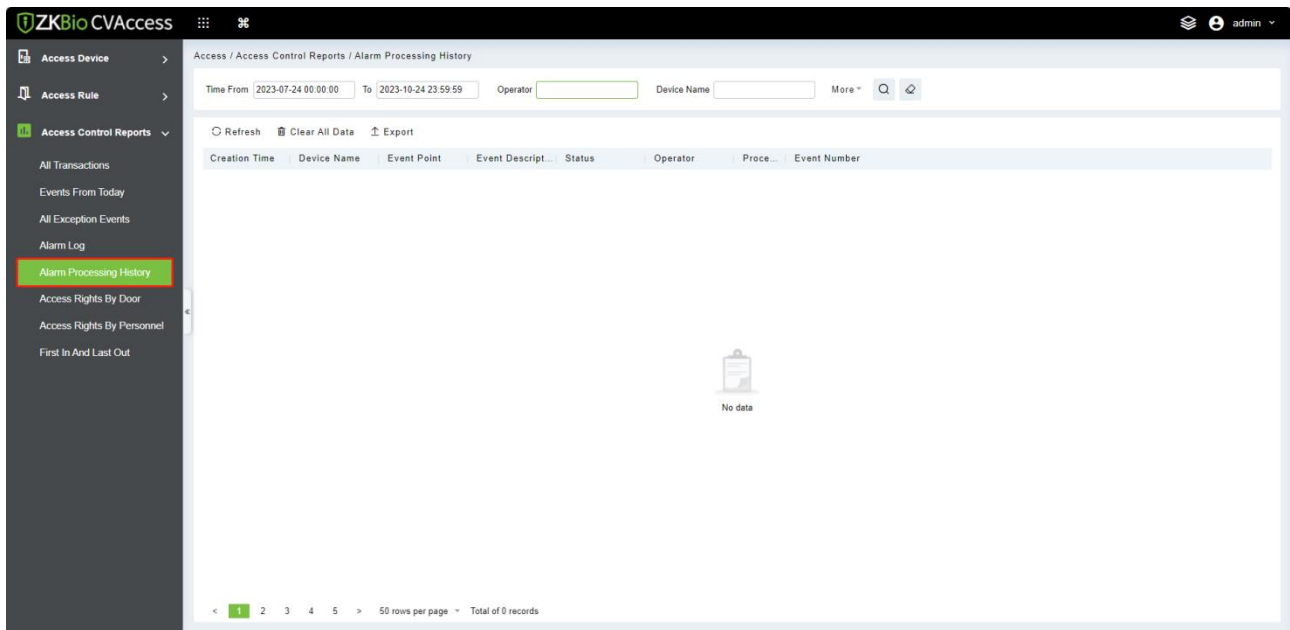 ZKBio CVAccess
admin
Access Device
Access Rule
Access Control Reports
All Transactions
Events From Today
All Exception Events
Alarm Log
Alarm Processing History
Access Rights By Door
Access Rights By Personnel
First In And Last Out
Access / Access Control Reports / Alarm Processing History
Time From 2023-07-24 00:00:00 To 2023-10-24 23:59:59 Operator Device Name More
Refresh Clear All Data Export
Creation Time Device Name Event Point Event Descript... Status Operator Proce... Event Number
No data
< 1 2 3 4 5 > 50 rows per page Total of 0 records